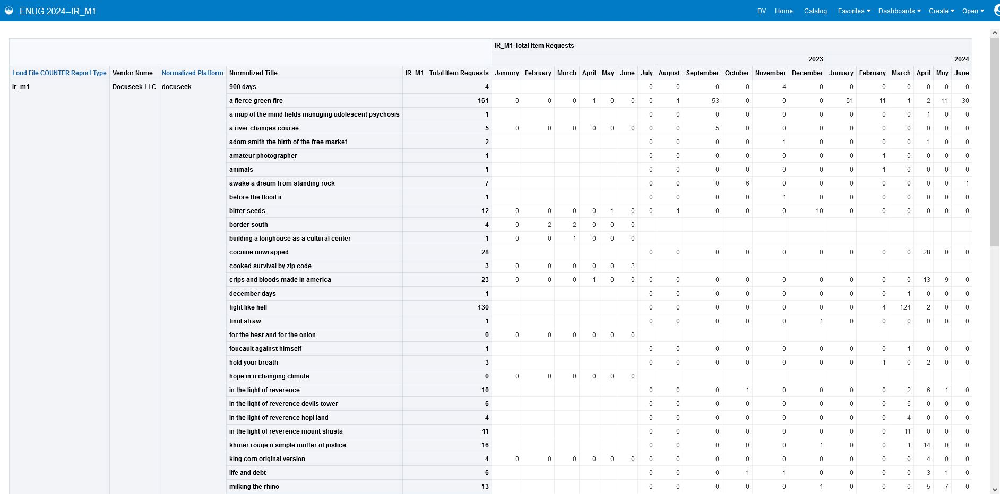 ENUG 2024--IR_M1 DV Home Catalog Favorites Dashboards Create Open
IR_M1 Total Item Requests
2023 2024
Load File COUNTER Report Type Vendor Name Normalized Platform Normalized Title IR_M1 - Total Item Requests January February March April May June July August September October November December January February March April May June
ir_m1 Docuseek LLC docuseek 900 days 4 0 0 0 0 4 0 0 0 0 0 0 0
a fierce green fire 161 0 0 0 1 0 0 0 1 53 0 0 0 51 11 1 2 11 30
a map of the mind fields managing adolescent psychosis 1 0 0 0 0 0 0 0 0 0 1 0 0
a river changes course 5 0 0 0 0 0 0 0 0 5 0 0 0 0 0 0 0 0 0
adam smith the birth of the free market 2 0 0 0 0 1 0 0 0 0 1 0 0
amateur photographer 1 0 0 0 0 0 0 0 1 0 0 0 0
animals 1 0 0 0 0 0 0 0 1 0 0 0 0
awake a dream from standing rock 7 0 0 0 6 0 0 0 0 0 0 0 1
before the flood ii 1 0 0 0 0 1 0 0 0 0 0 0 0
bitter seeds 12 0 0 0 0 1 0 0 1 0 0 0 10 0 0 0 0 0 0
border south 4 0 2 2 0 0 0
building a longhouse as a cultural center 1 0 0 1 0 0 0
cocaine unwrapped 28 0 0 0 0 0 0 0 0 0 28 0 0
cooked survival by zip code 3 0 0 0 0 0 3
crips and bloods made in america 23 0 0 0 1 0 0 0 0 0 0 0 0 0 0 0 13 9 0
december days 1 0 0 0 0 0 0 0 0 1 0 0 0
fight like hell 130 0 0 0 0 0 0 0 4 124 2 0 0
final straw 1 0 0 0 0 0 1 0 0 0 0 0 0
for the best and for the onion 0 0 0 0 0 0 0
foucault against himself 1 0 0 0 0 0 0 0 0 1 0 0 0
hold your breath 3 0 0 0 0 0 0 0 1 0 2 0 0
hope in a changing climate 0 0 0 0 0 0 0
in the light of reverence 10 0 0 0 1 0 0 0 0 2 6 1 0
in the light of reverence devils tower 6 0 0 0 0 0 0 0 0 6 0 0 0
in the light of reverence hopi land 4 0 0 0 0 0 0 0 0 4 0 0 0
in the light of reverence mount shasta 11 0 0 0 0 0 0 0 0 11 0 0 0
khmer rouge a simple matter of justice 16 0 0 0 0 0 1 0 0 1 14 0 0
king corn original version 4 0 0 0 0 0 0 0 0 0 0 0 0 0 0 0 4 0 0
life and debt 6 0 0 0 1 1 0 0 0 0 3 1 0
milking the rhino 13 0 0 0 0 0 1 0 0 0 5 7 0